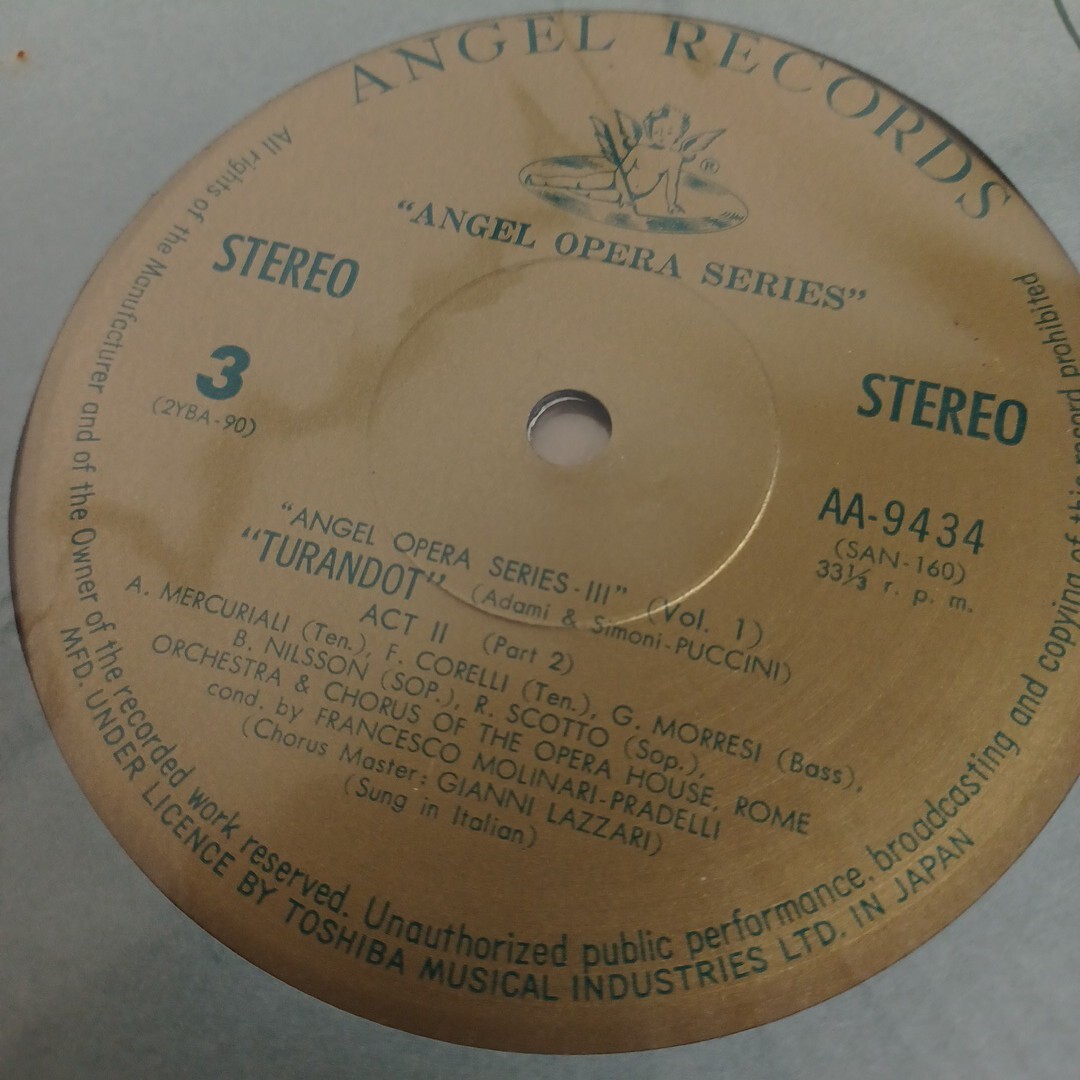 ANGEL RECORDS
®
“ANGEL OPERA SERIES”
STEREO
STEREO
3
(2YBA-90)
AA-9434
(SAN-160)
33⅓ r. p. m.
“ANGEL OPERA SERIES-III” (Vol. 1)
“TURANDOT” (Adami & Simoni-PUCCINI)
ACT II (Part 2)
A. MERCURIALI (Ten.), F. CORELLI (Ten.), G. MORRESI (Bass),
B. NILSSON (SOP.), R. SCOTTO (Sop.),
ORCHESTRA & CHORUS OF THE OPERA HOUSE, ROME
cond. by FRANCESCO MOLINARI-PRADELLI
(Chorus Master: GIANNI LAZZARI)
(Sung in Italian)
All rights of the Manufacturer and of the Owner of the recorded work reserved. Unauthorized public performance, broadcasting and copying of this record prohibited
MFD. UNDER LICENCE BY TOSHIBA MUSICAL INDUSTRIES LTD. IN JAPAN